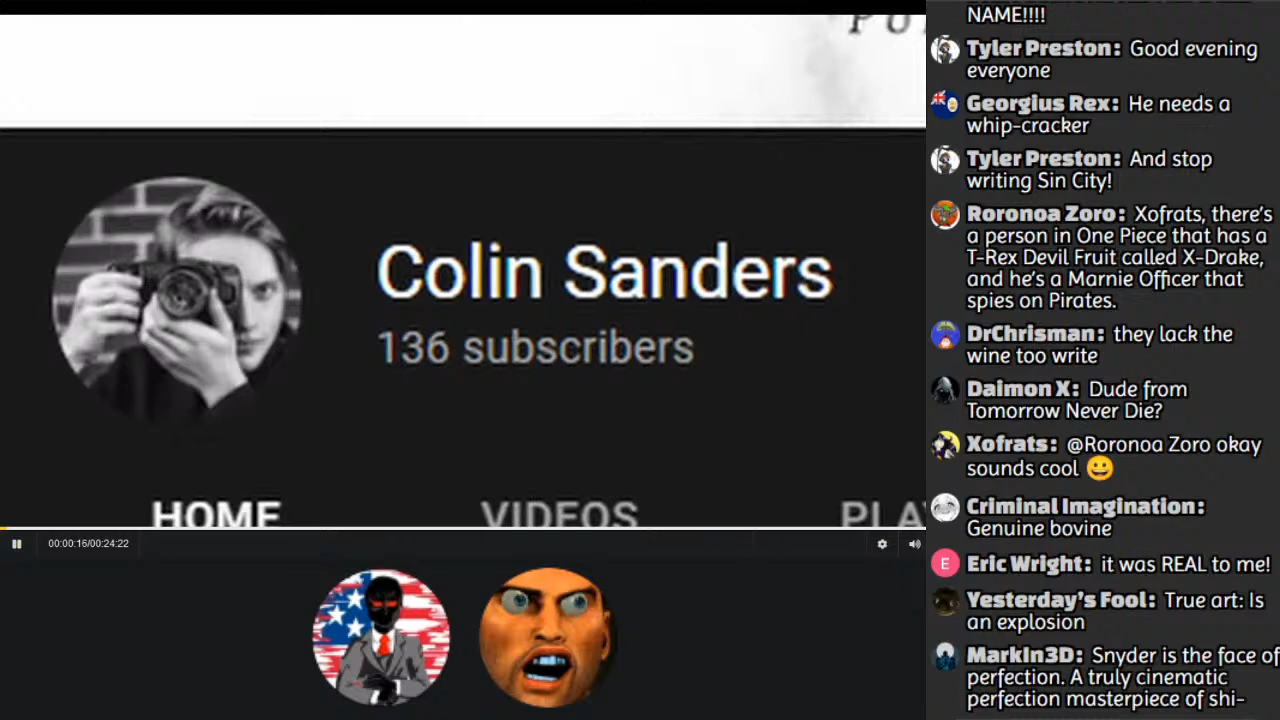 Colin Sanders
136 subscribers
HOME VIDEOS
00:00:16/00:24:22
NAME!!!!
Tyler Preston: Good evening
everyone
Georgius Rex: He needs a
whip-cracker
Tyler Preston: And stop
writing Sin City!
Roronoa Zoro: Xofrats, there's
a person in One Piece that has a
T-Rex Devil Fruit called X-Drake,
and he's a Marnie Officer that
spies on Pirates.
DrChrisman: they lack the
wine too write
Daimon X: Dude from
Tomorrow Never Die?
Xofrats: @Roronoa Zoro okay
sounds cool 😀
Criminal Imagination:
Genuine bovine
E
Eric Wright: it was REAL to me!
Yesterday's Fool: True art: Is
an explosion
MarkIn3D: Snyder is the face of
perfection. A truly cinematic
perfection masterpiece of shi-